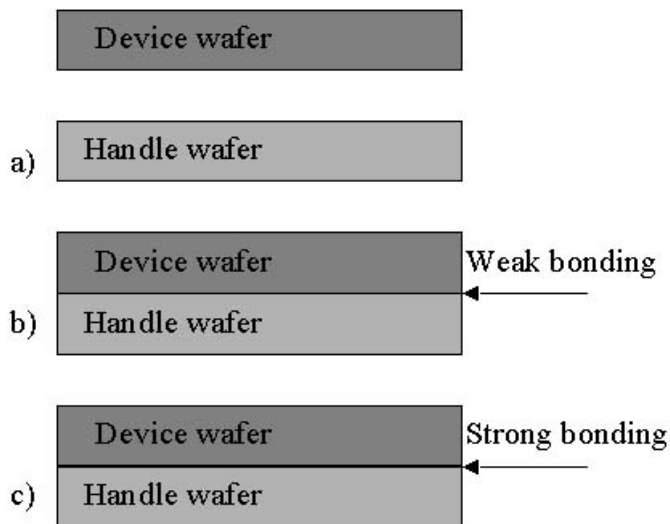 Device wafer
a) Handle wafer
Device wafer
Weak bonding
b) Handle wafer
Device wafer
Strong bonding
c) Handle wafer